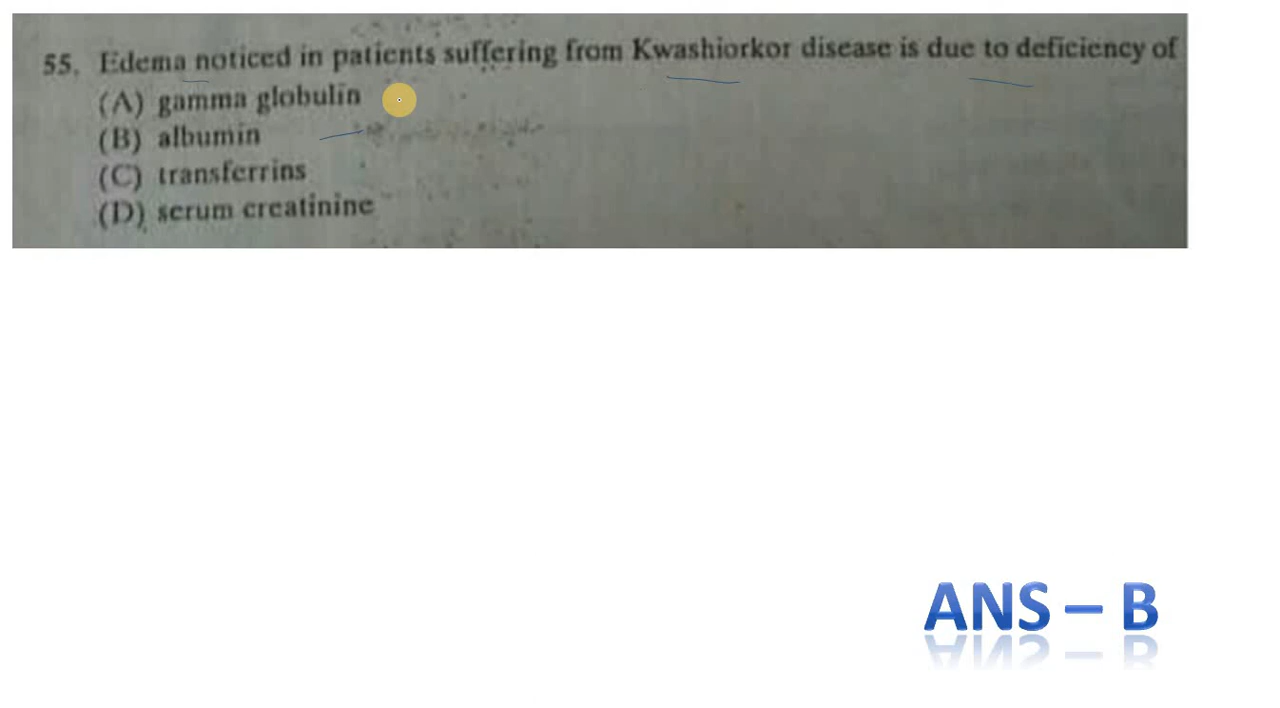 55. Edema noticed in patients suffering from Kwashiorkor disease is due to deficiency of
(A) gamma globulin
(B) albumin
(C) transferrins
(D) serum creatinine
ANS – B